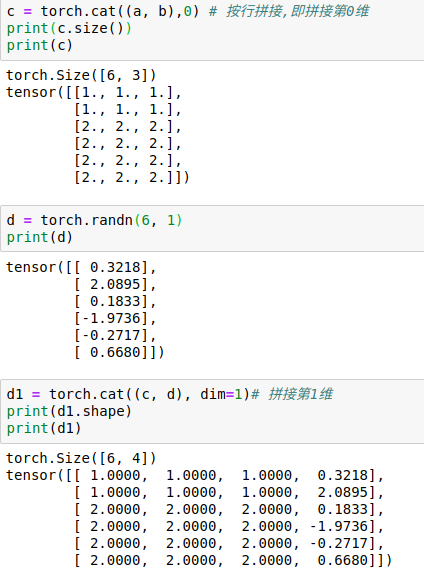 c = torch.cat((a, b),0) # 按行拼接,即拼接第0维
print(c.size())
print(c)
torch.Size([6, 3])
tensor([[1., 1., 1.],
        [1., 1., 1.],
        [2., 2., 2.],
        [2., 2., 2.],
        [2., 2., 2.],
        [2., 2., 2.]])
d = torch.randn(6, 1)
print(d)
tensor([[ 0.3218],
        [ 2.0895],
        [ 0.1833],
        [-1.9736],
        [-0.2717],
        [ 0.6680]])
d1 = torch.cat((c, d), dim=1)# 拼接第1维
print(d1.shape)
print(d1)
torch.Size([6, 4])
tensor([[ 1.0000,  1.0000,  1.0000,  0.3218],
        [ 1.0000,  1.0000,  1.0000,  2.0895],
        [ 2.0000,  2.0000,  2.0000,  0.1833],
        [ 2.0000,  2.0000,  2.0000, -1.9736],
        [ 2.0000,  2.0000,  2.0000, -0.2717],
        [ 2.0000,  2.0000,  2.0000,  0.6680]])